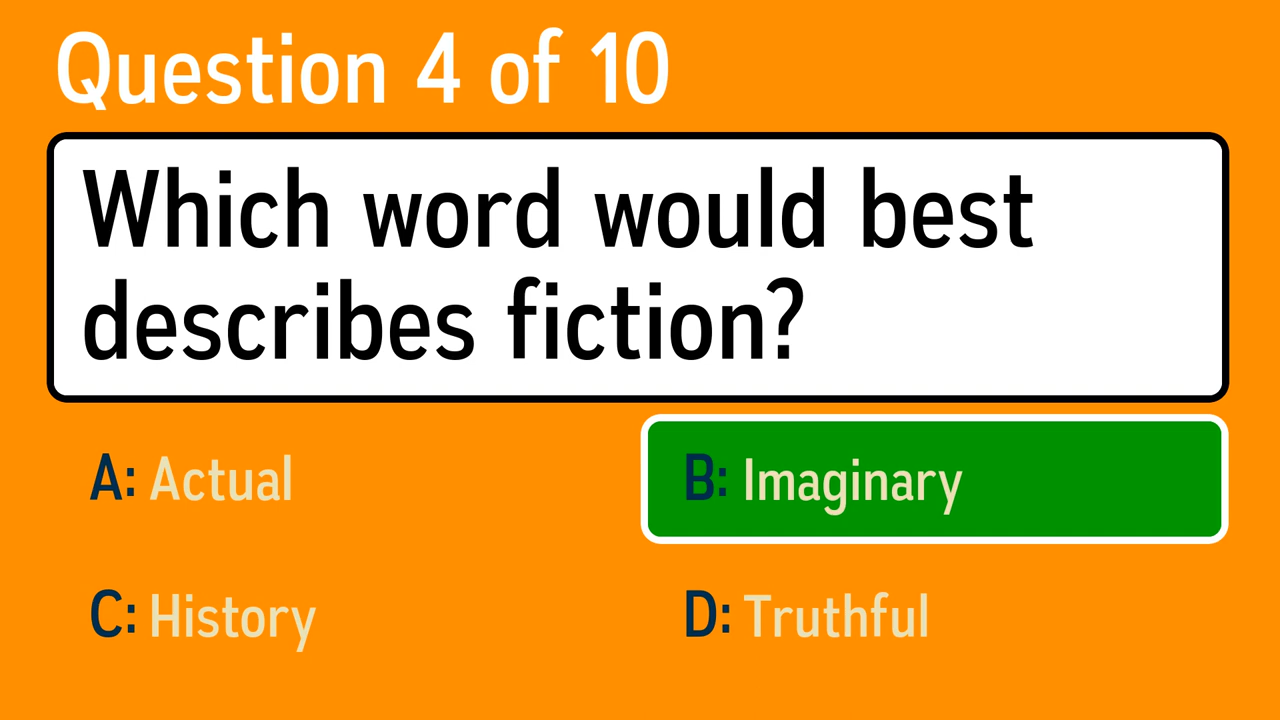 Question 4 of 10
Which word would best
describes fiction?
A: Actual
B: Imaginary
C: History
D: Truthful